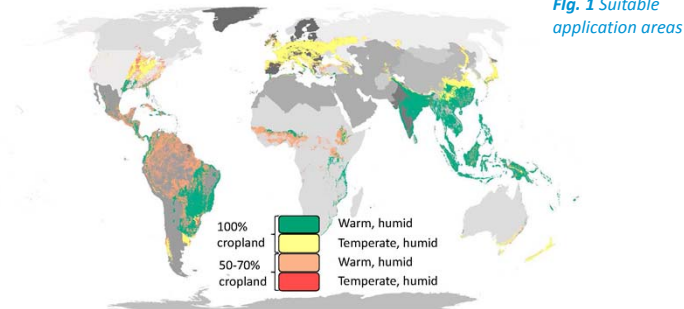 Fig. 1 Suitable
application areas
100%
cropland
Warm, humid
Temperate, humid
50-70%
cropland
Warm, humid
Temperate, humid